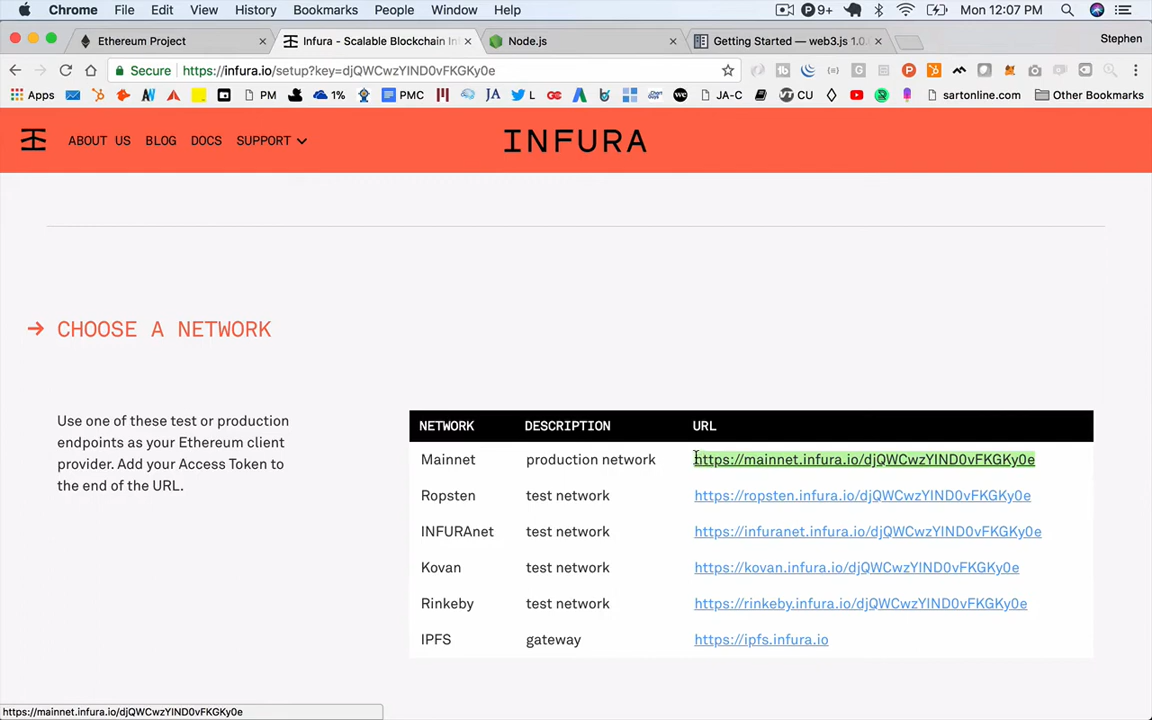 Chrome File Edit View History Bookmarks People Window Help 9+ Mon 12:07 PM
Ethereum Project Infura - Scalable Blockchain In Node.js Getting Started — web3.js 1.0. Stephen
Secure https://infura.io/setup?key=djQWCwzYIND0vFKGKy0e
Apps PM 1% PMC JA L JA-C CU sartonline.com Other Bookmarks
ABOUT US BLOG DOCS SUPPORT INFURA
→ CHOOSE A NETWORK
Use one of these test or production
endpoints as your Ethereum client
provider. Add your Access Token to
the end of the URL.
NETWORK DESCRIPTION URL
Mainnet production network https://mainnet.infura.io/djQWCwzYIND0vFKGKy0e
Ropsten test network https://ropsten.infura.io/djQWCwzYIND0vFKGKy0e
INFURAnet test network https://infuranet.infura.io/djQWCwzYIND0vFKGKy0e
Kovan test network https://kovan.infura.io/djQWCwzYIND0vFKGKy0e
Rinkeby test network https://rinkeby.infura.io/djQWCwzYIND0vFKGKy0e
IPFS gateway https://ipfs.infura.io
https://mainnet.infura.io/djQWCwzYIND0vFKGKy0e